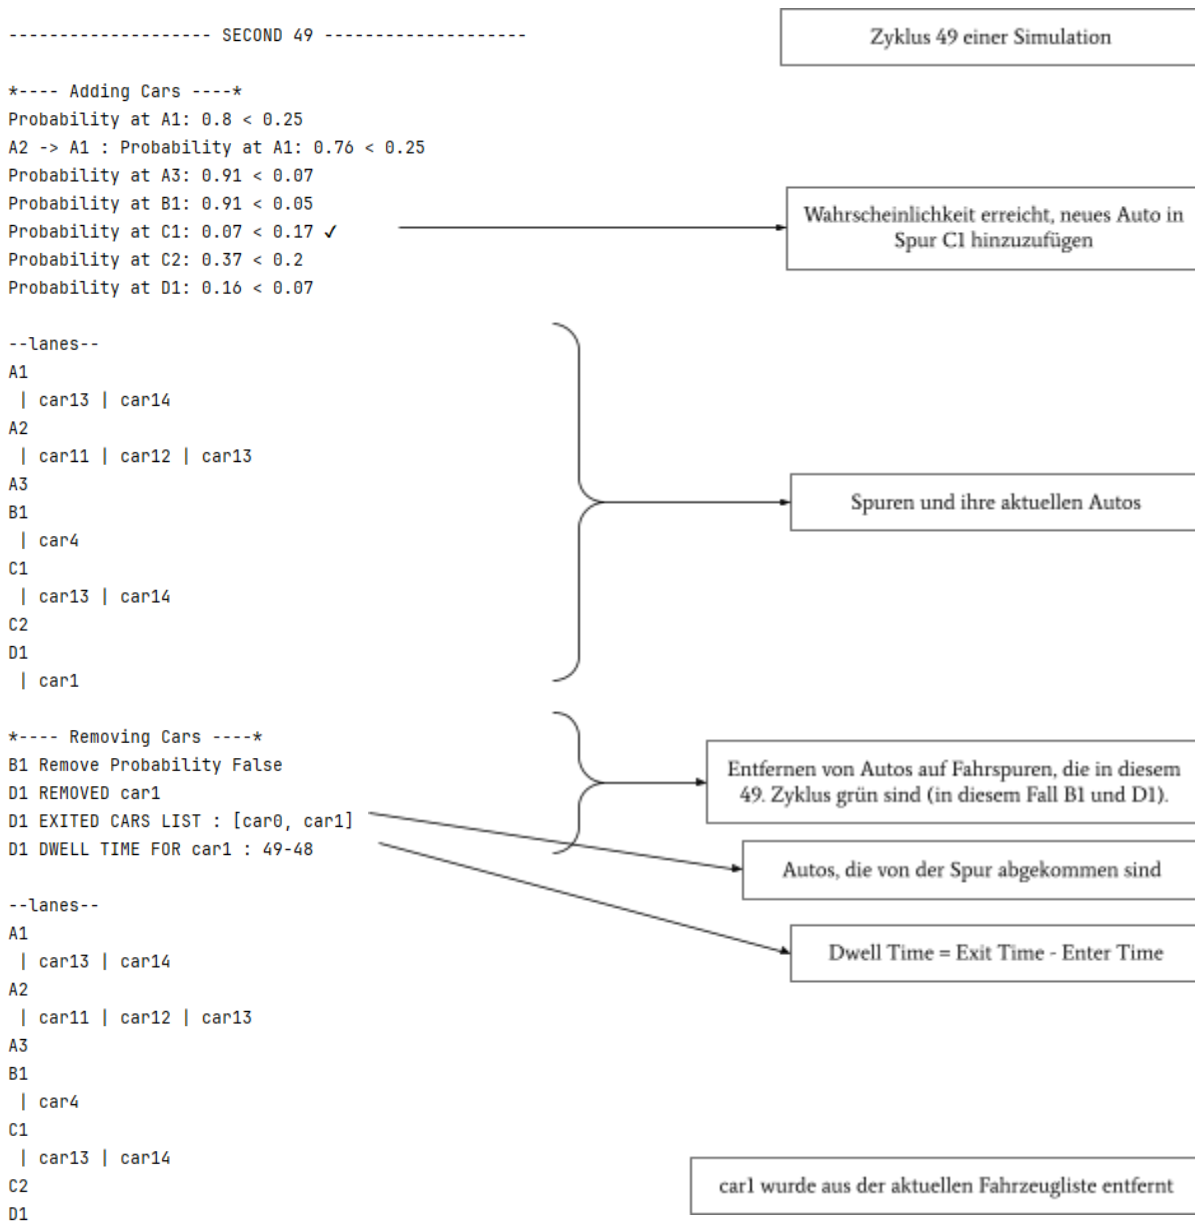 -------------------- SECOND 49 --------------------
Zyklus 49 einer Simulation
*---- Adding Cars ----*
Probability at A1: 0.8 < 0.25
A2 -> A1 : Probability at A1: 0.76 < 0.25
Probability at A3: 0.91 < 0.07
Probability at B1: 0.91 < 0.05
Probability at C1: 0.07 < 0.17 ✓
Wahrscheinlichkeit erreicht, neues Auto in
Spur C1 hinzuzufügen
Probability at C2: 0.37 < 0.2
Probability at D1: 0.16 < 0.07
--lanes--
A1
| car13 | car14
A2
| car11 | car12 | car13
A3
B1
| car4
C1
| car13 | car14
C2
D1
| car1
Spuren und ihre aktuellen Autos
*---- Removing Cars ----*
B1 Remove Probability False
D1 REMOVED car1
D1 EXITED CARS LIST : [car0, car1]
D1 DWELL TIME FOR car1 : 49-48
Entfernen von Autos auf Fahrspuren, die in diesem
49. Zyklus grün sind (in diesem Fall B1 und D1).
Autos, die von der Spur abgekommen sind
Dwell Time = Exit Time - Enter Time
--lanes--
A1
| car13 | car14
A2
| car11 | car12 | car13
A3
B1
| car4
C1
| car13 | car14
C2
D1
car1 wurde aus der aktuellen Fahrzeugliste entfernt